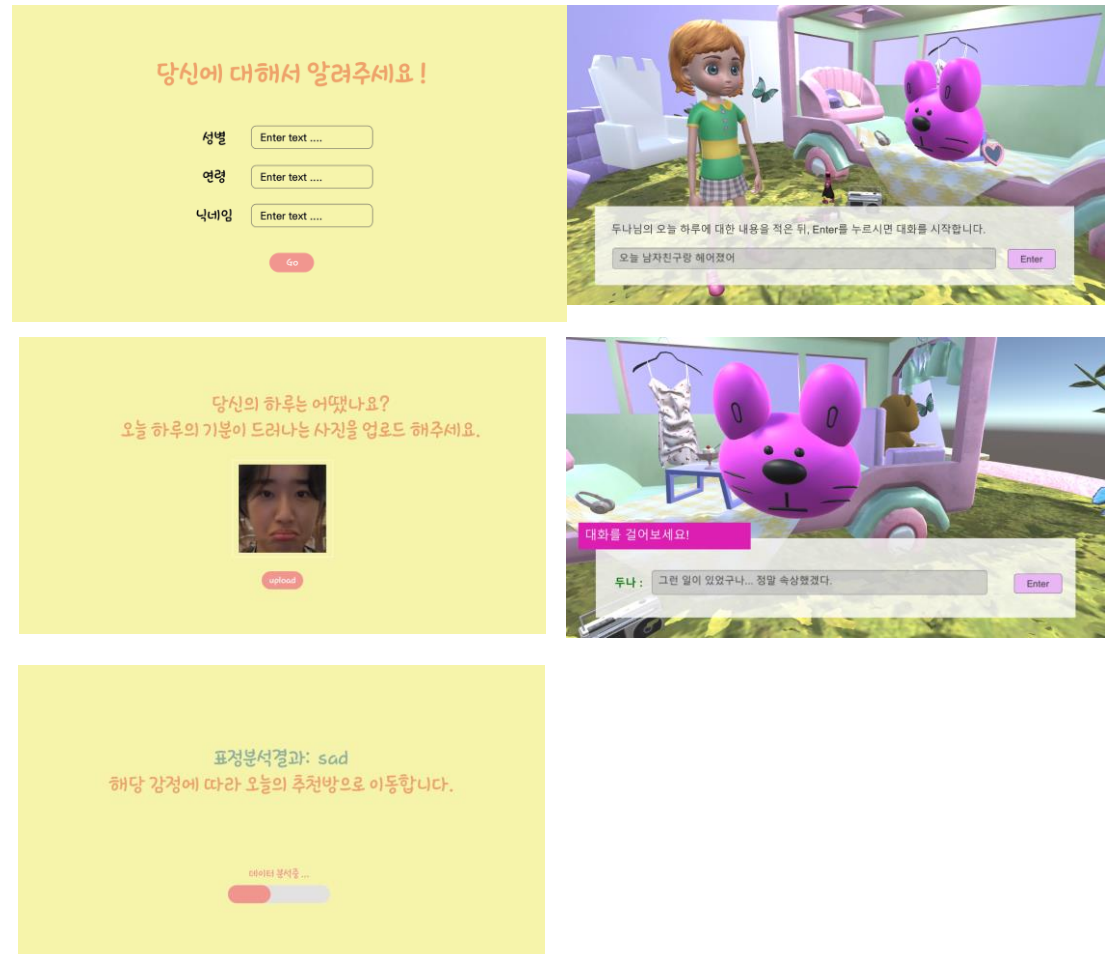 당신에 대해서 알려주세요 !
성별 Enter text ....
연령 Enter text ....
닉네임 Enter text ....
Go
당신의 하루는 어땠나요?
오늘 하루의 기분이 드러나는 사진을 업로드 해주세요.
upload
표정분석결과: sad
해당 감정에 따라 오늘의 추천방으로 이동합니다.
데이터 분석중 ...
두나님의 오늘 하루에 대한 내용을 적은 뒤, Enter를 누르시면 대화를 시작합니다.
오늘 남자친구랑 헤어졌어 Enter
대화를 걸어보세요!
두나 : 그런 일이 있었구나... 정말 속상했겠다. Enter